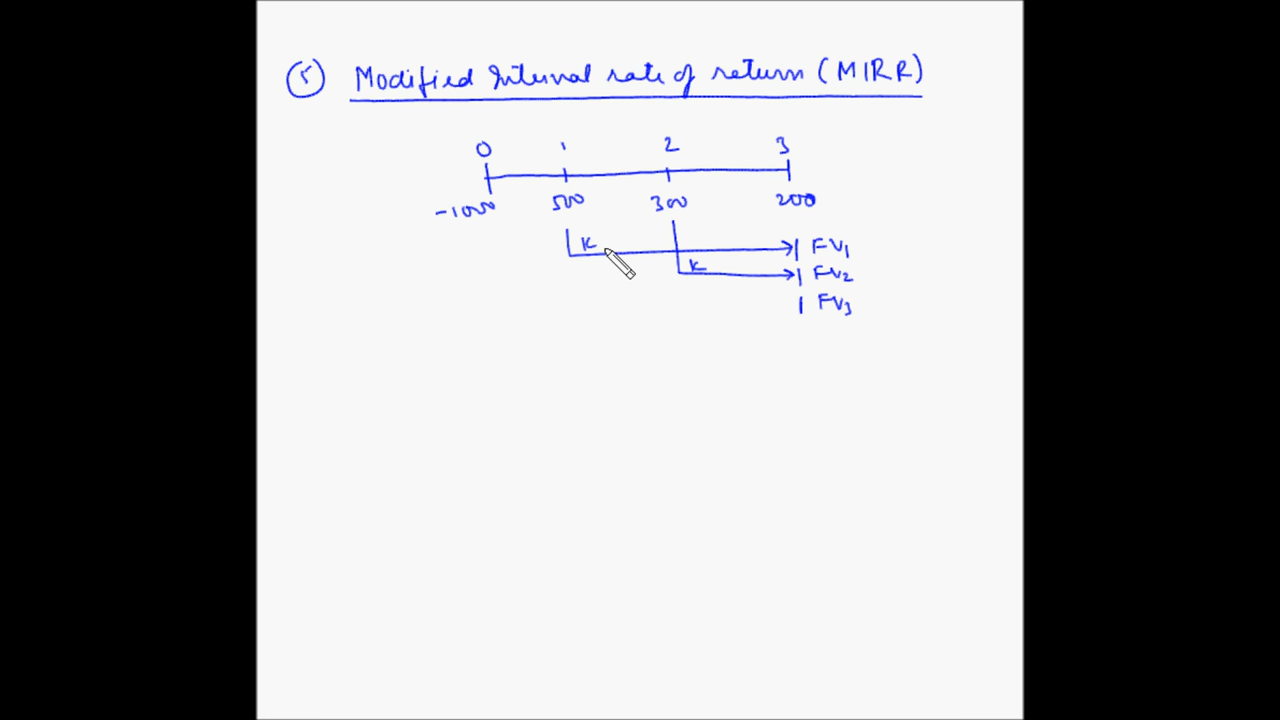 5 Modified Internal rate of return (MIRR)
0 1 2 3
-1000 500 300 200
K FV1
K FV2
FV3